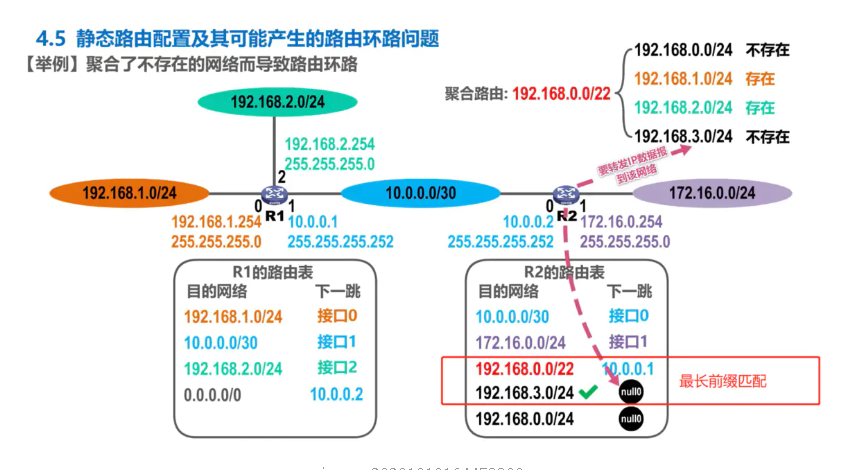 4.5 静态路由配置及其可能产生的路由环路问题
【举例】聚合了不存在的网络而导致路由环路
192.168.0.0/24 不存在
192.168.1.0/24 存在
聚合路由: 192.168.0.0/22
192.168.2.0/24 存在
192.168.3.0/24 不存在
192.168.2.0/24
192.168.2.254
255.255.255.0
2
要转发IP数据报
到该网络
192.168.1.0/24
10.0.0.0/30
172.16.0.0/24
0 R1 1
0 R2 1
192.168.1.254 10.0.0.1
255.255.255.0 255.255.255.252
10.0.0.2 172.16.0.254
255.255.255.252 255.255.255.0
R1的路由表
目的网络 下一跳
192.168.1.0/24 接口0
10.0.0.0/30 接口1
192.168.2.0/24 接口2
0.0.0.0/0 10.0.0.2
R2的路由表
目的网络 下一跳
10.0.0.0/30 接口0
172.16.0.0/24 接口1
192.168.0.0/22 10.0.0.1
192.168.3.0/24 null0
192.168.0.0/24 null0
最长前缀匹配